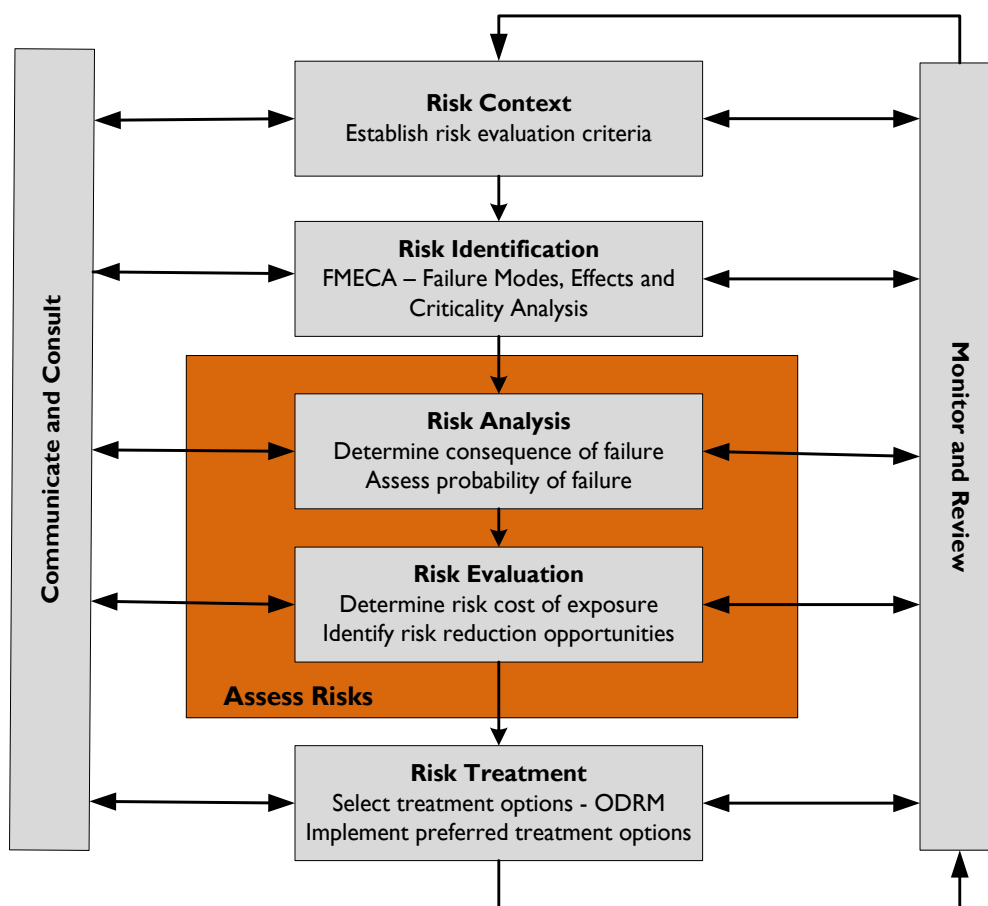 Risk Context
Establish risk evaluation criteria
Risk Identification
FMECA – Failure Modes, Effects and
Criticality Analysis
Risk Analysis
Determine consequence of failure
Assess probability of failure
Risk Evaluation
Determine risk cost of exposure
Identify risk reduction opportunities
Assess Risks
Risk Treatment
Select treatment options - ODRM
Implement preferred treatment options
Communicate and Consult
Monitor and Review